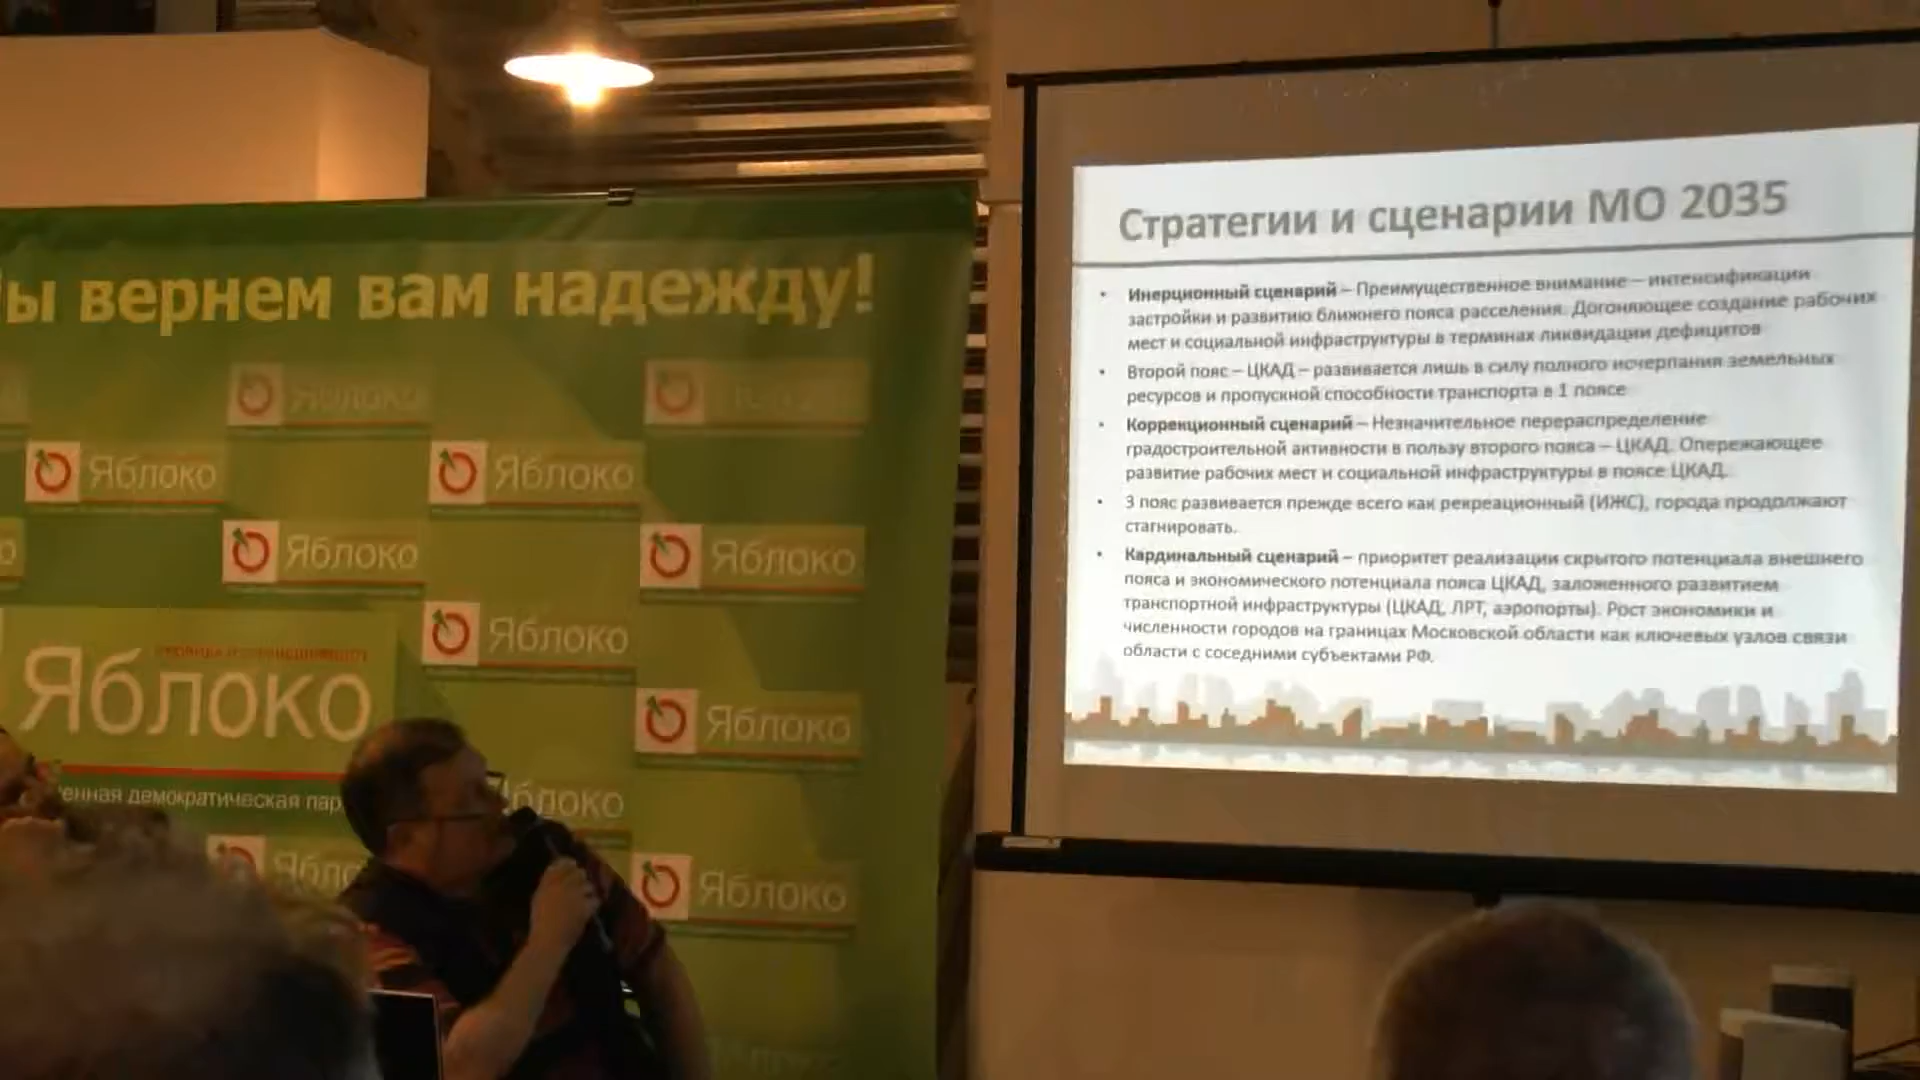 ы вернем вам надежду!
Яблоко
Яблоко
Яблоко
Яблоко
Яблоко
Яблоко
Яблоко
Яблоко
Яблоко
енная демократическая пар
Яблоко
Ябло
Яблоко
Стратегии и сценарии МО 2035
• Инерционный сценарий – Преимущественное внимание – интенсификации
застройки и развитию ближнего пояса расселения. Догоняющее создание рабочих
мест и социальной инфраструктуры в терминах ликвидации дефицитов
• Второй пояс – ЦКАД – развивается лишь в силу полного исчерпания земельных
ресурсов и пропускной способности транспорта в 1 поясе
• Коррекционный сценарий – Незначительное перераспределение
градостроительной активности в пользу второго пояса – ЦКАД. Опережающее
развитие рабочих мест и социальной инфраструктуры в поясе ЦКАД.
• 3 пояс развивается прежде всего как рекреационный (ИЖС), города продолжают
стагнировать.
• Кардинальный сценарий – приоритет реализации скрытого потенциала внешнего
пояса и экономического потенциала пояса ЦКАД, заложенного развитием
транспортной инфраструктуры (ЦКАД, ЛРТ, аэропорты). Рост экономики и
численности городов на границах Московской области как ключевых узлов связи
области с соседними субъектами РФ.